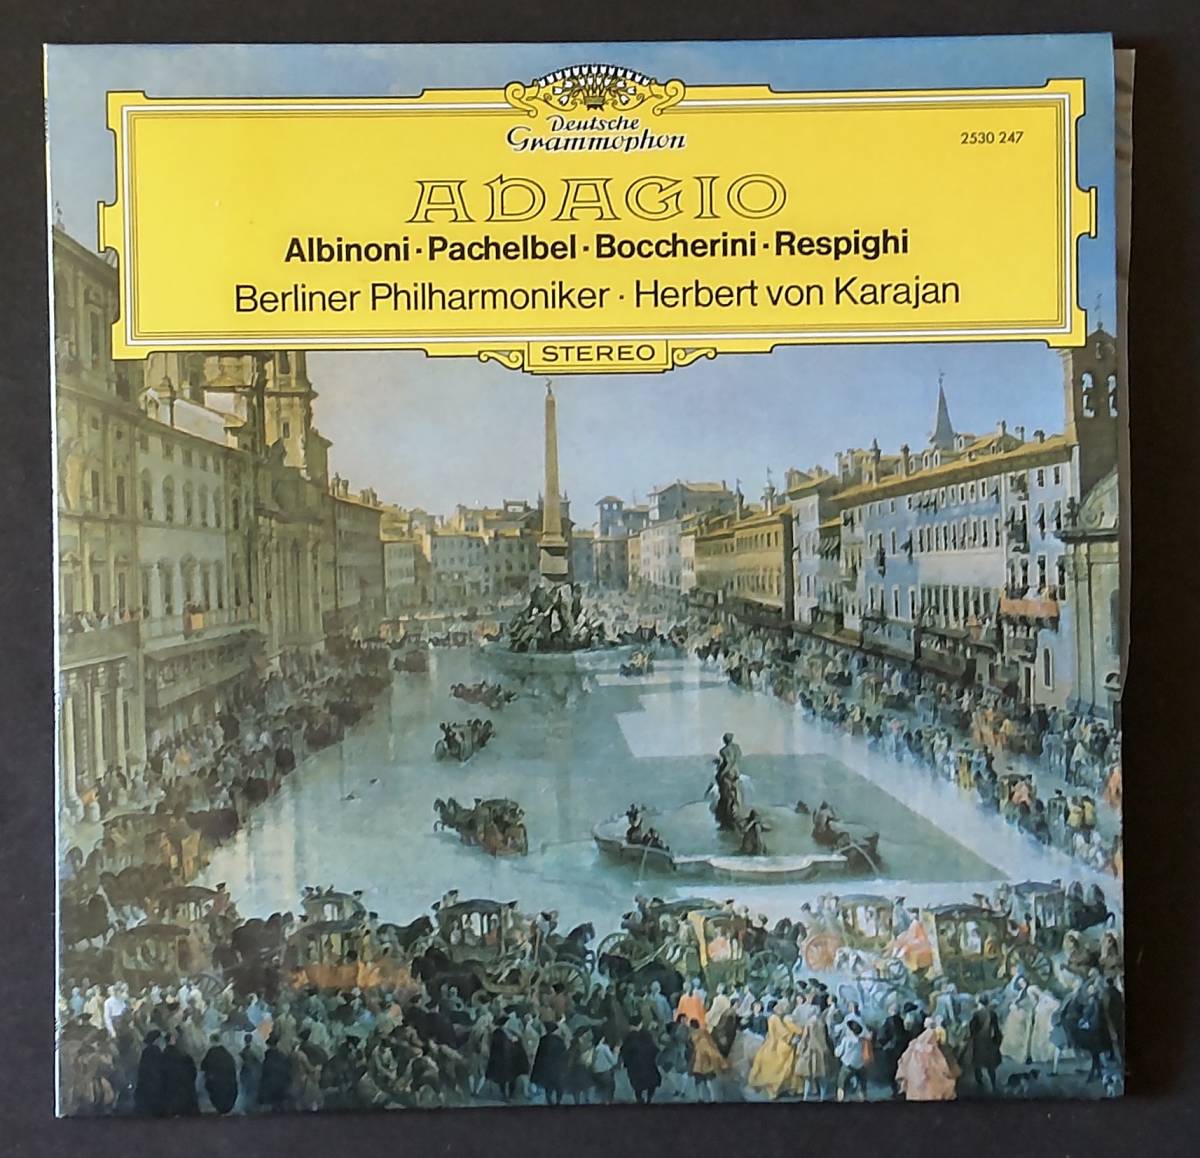 Deutsche
Grammophon
2530 247
ADAGIO
Albinoni · Pachelbel · Boccherini · Respighi
Berliner Philharmoniker · Herbert von Karajan
STEREO